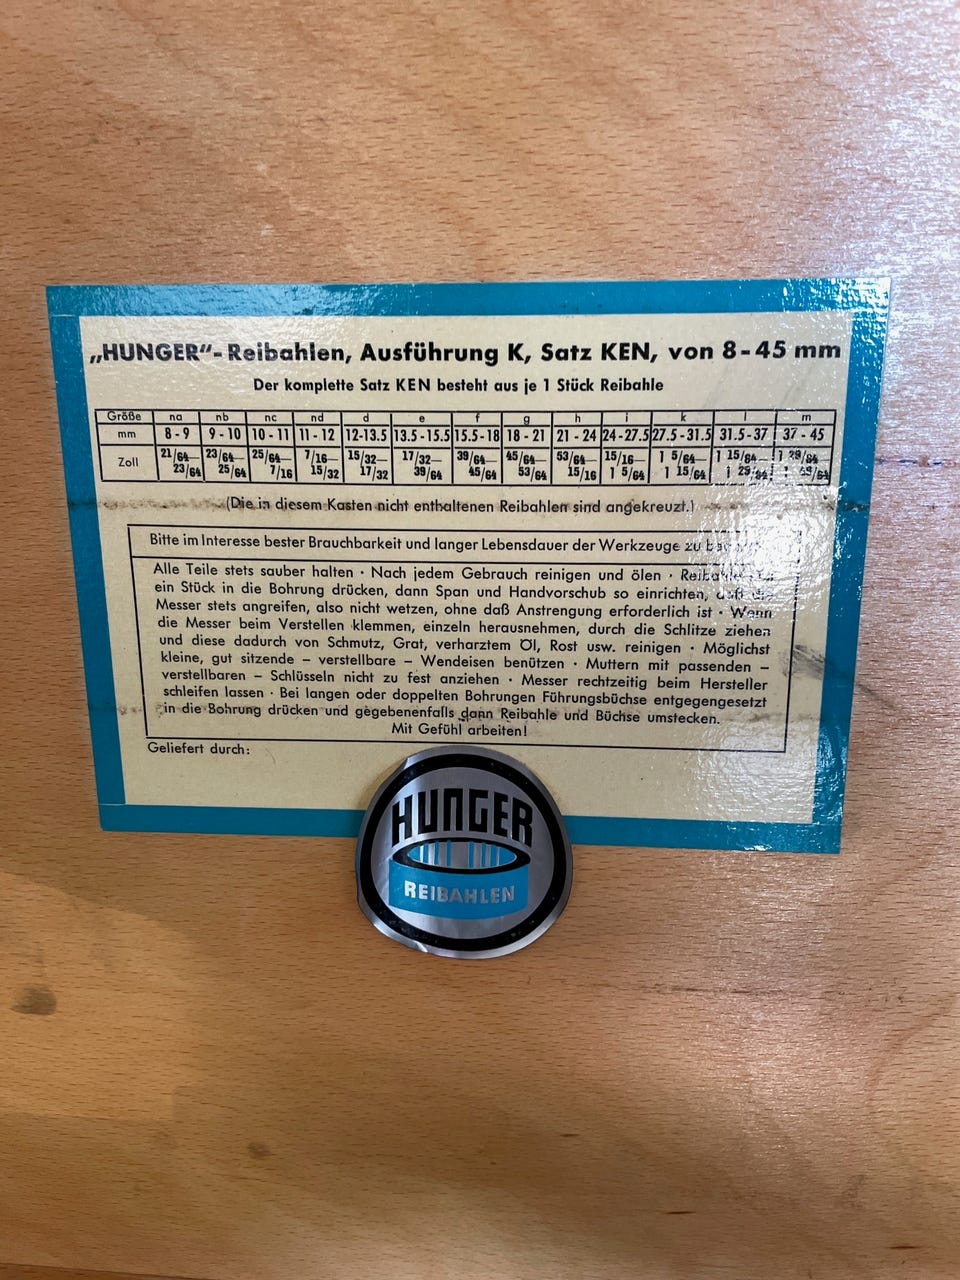 „HUNGER“-Reibahlen, Ausführung K, Satz KEN, von 8-45 mm
Der komplette Satz KEN besteht aus je 1 Stück Reibahle
Größe na nb nc nd d e f g h i k l m
mm 8-9 9-10 10-11 11-12 12-13.5 13.5-15.5 15.5-18 18-21 21-24 24-27.5 27.5-31.5 31.5-37 37-45
Zoll 21/64— 23/64— 25/64— 7/16— 15/32— 17/32— 39/64— 45/64— 53/64— 15/16— 1 5/64— 1 15/64—
23/64 25/64 7/16 15/32 17/32 39/64 45/64 53/64 15/16 1 5/64 1 15/64
(Die in diesem Kasten nicht enthaltenen Reibahlen sind angekreuzt.)
Bitte im Interesse bester Brauchbarkeit und langer Lebensdauer der Werkzeuge zu
Alle Teile stets sauber halten · Nach jedem Gebrauch reinigen und ölen · Reibahle
ein Stück in die Bohrung drücken, dann Span und Handvorschub so einrichten, daß die
Messer stets angreifen, also nicht wetzen, ohne daß Anstrengung erforderlich ist · Wenn
die Messer beim Verstellen klemmen, einzeln herausnehmen, durch die Schlitze ziehen
und diese dadurch von Schmutz, Grat, verharztem Öl, Rost usw. reinigen · Möglichst
kleine, gut sitzende – verstellbare – Wendeisen benützen · Muttern mit passenden –
verstellbaren – Schlüsseln nicht zu fest anziehen · Messer rechtzeitig beim Hersteller
schleifen lassen · Bei langen oder doppelten Bohrungen Führungsbüchse entgegengesetzt
in die Bohrung drücken und gegebenenfalls dann Reibahle und Büchse umstecken.
Mit Gefühl arbeiten!
Geliefert durch:
HUNGER
REIBAHLEN